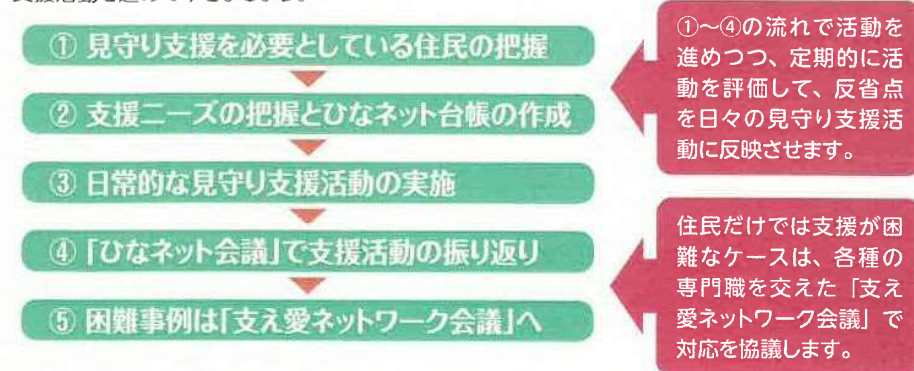 ① 見守り支援を必要としている住民の把握
② 支援ニーズの把握とひなネット台帳の作成
③ 日常的な見守り支援活動の実施
④ 「ひなネット会議」で支援活動の振り返り
⑤ 困難事例は「支え愛ネットワーク会議」へ
①～④の流れで活動を
進めつつ、定期的に活
動を評価して、反省点
を日々の見守り支援活
動に反映させます。
住民だけでは支援が困
難なケースは、各種の
専門職を交えた「支え
愛ネットワーク会議」で
対応を協議します。